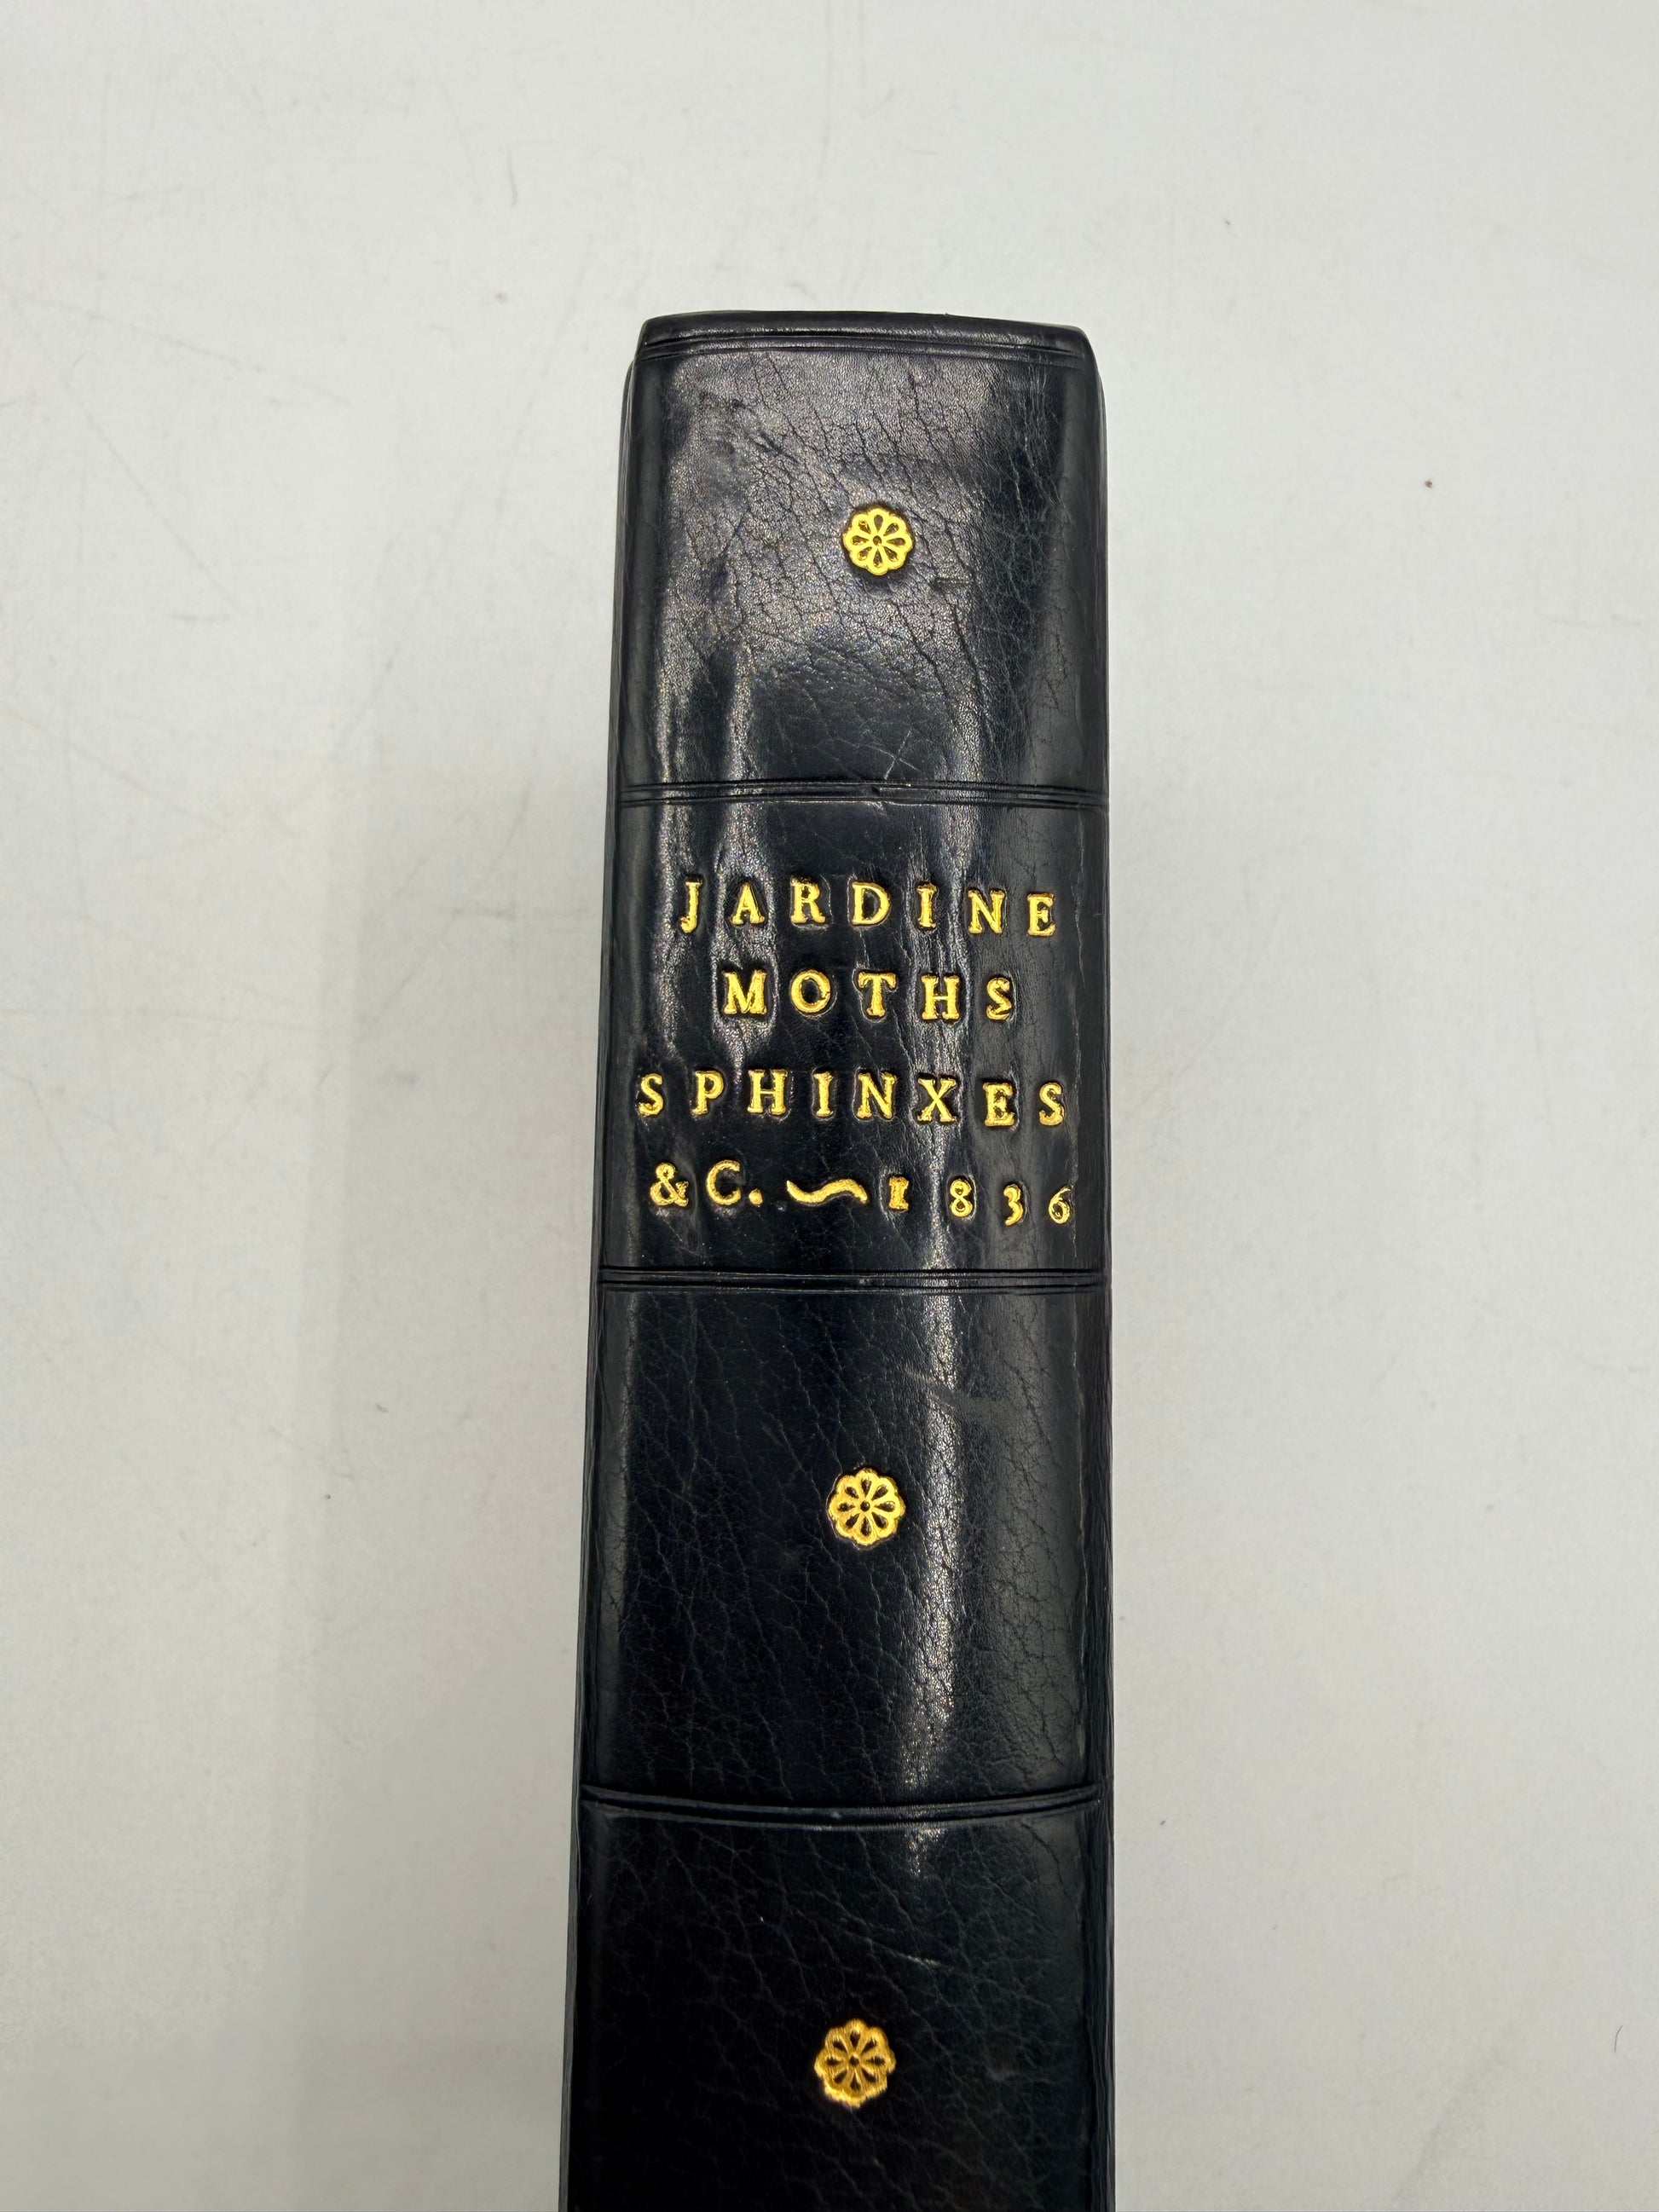 JARDINE
MOTHS
SPHINXES
&C. ~ 1836